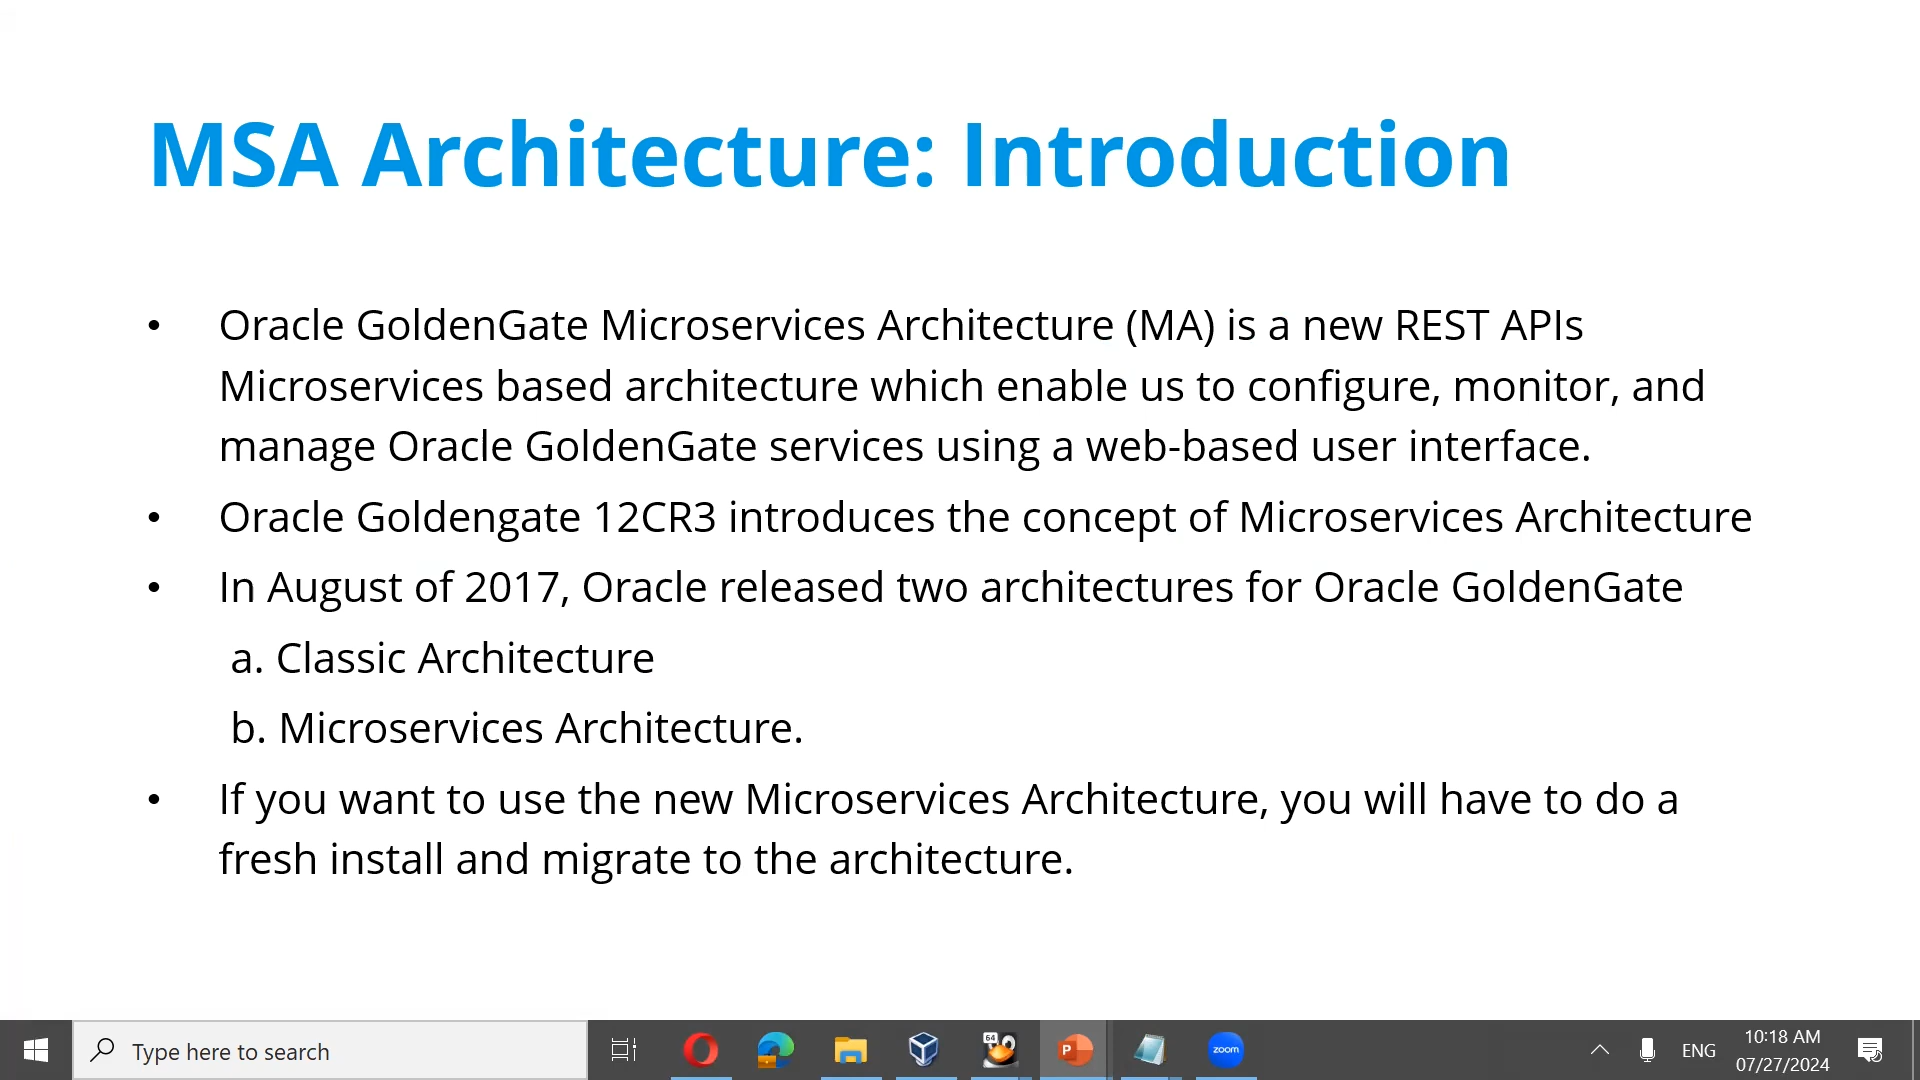 MSA Architecture: Introduction
• Oracle GoldenGate Microservices Architecture (MA) is a new REST APIs
Microservices based architecture which enable us to configure, monitor, and
manage Oracle GoldenGate services using a web-based user interface.
• Oracle Goldengate 12CR3 introduces the concept of Microservices Architecture
• In August of 2017, Oracle released two architectures for Oracle GoldenGate
a. Classic Architecture
b. Microservices Architecture.
• If you want to use the new Microservices Architecture, you will have to do a
fresh install and migrate to the architecture.
Type here to search
64
P
zoom
ENG
10:18 AM
07/27/2024